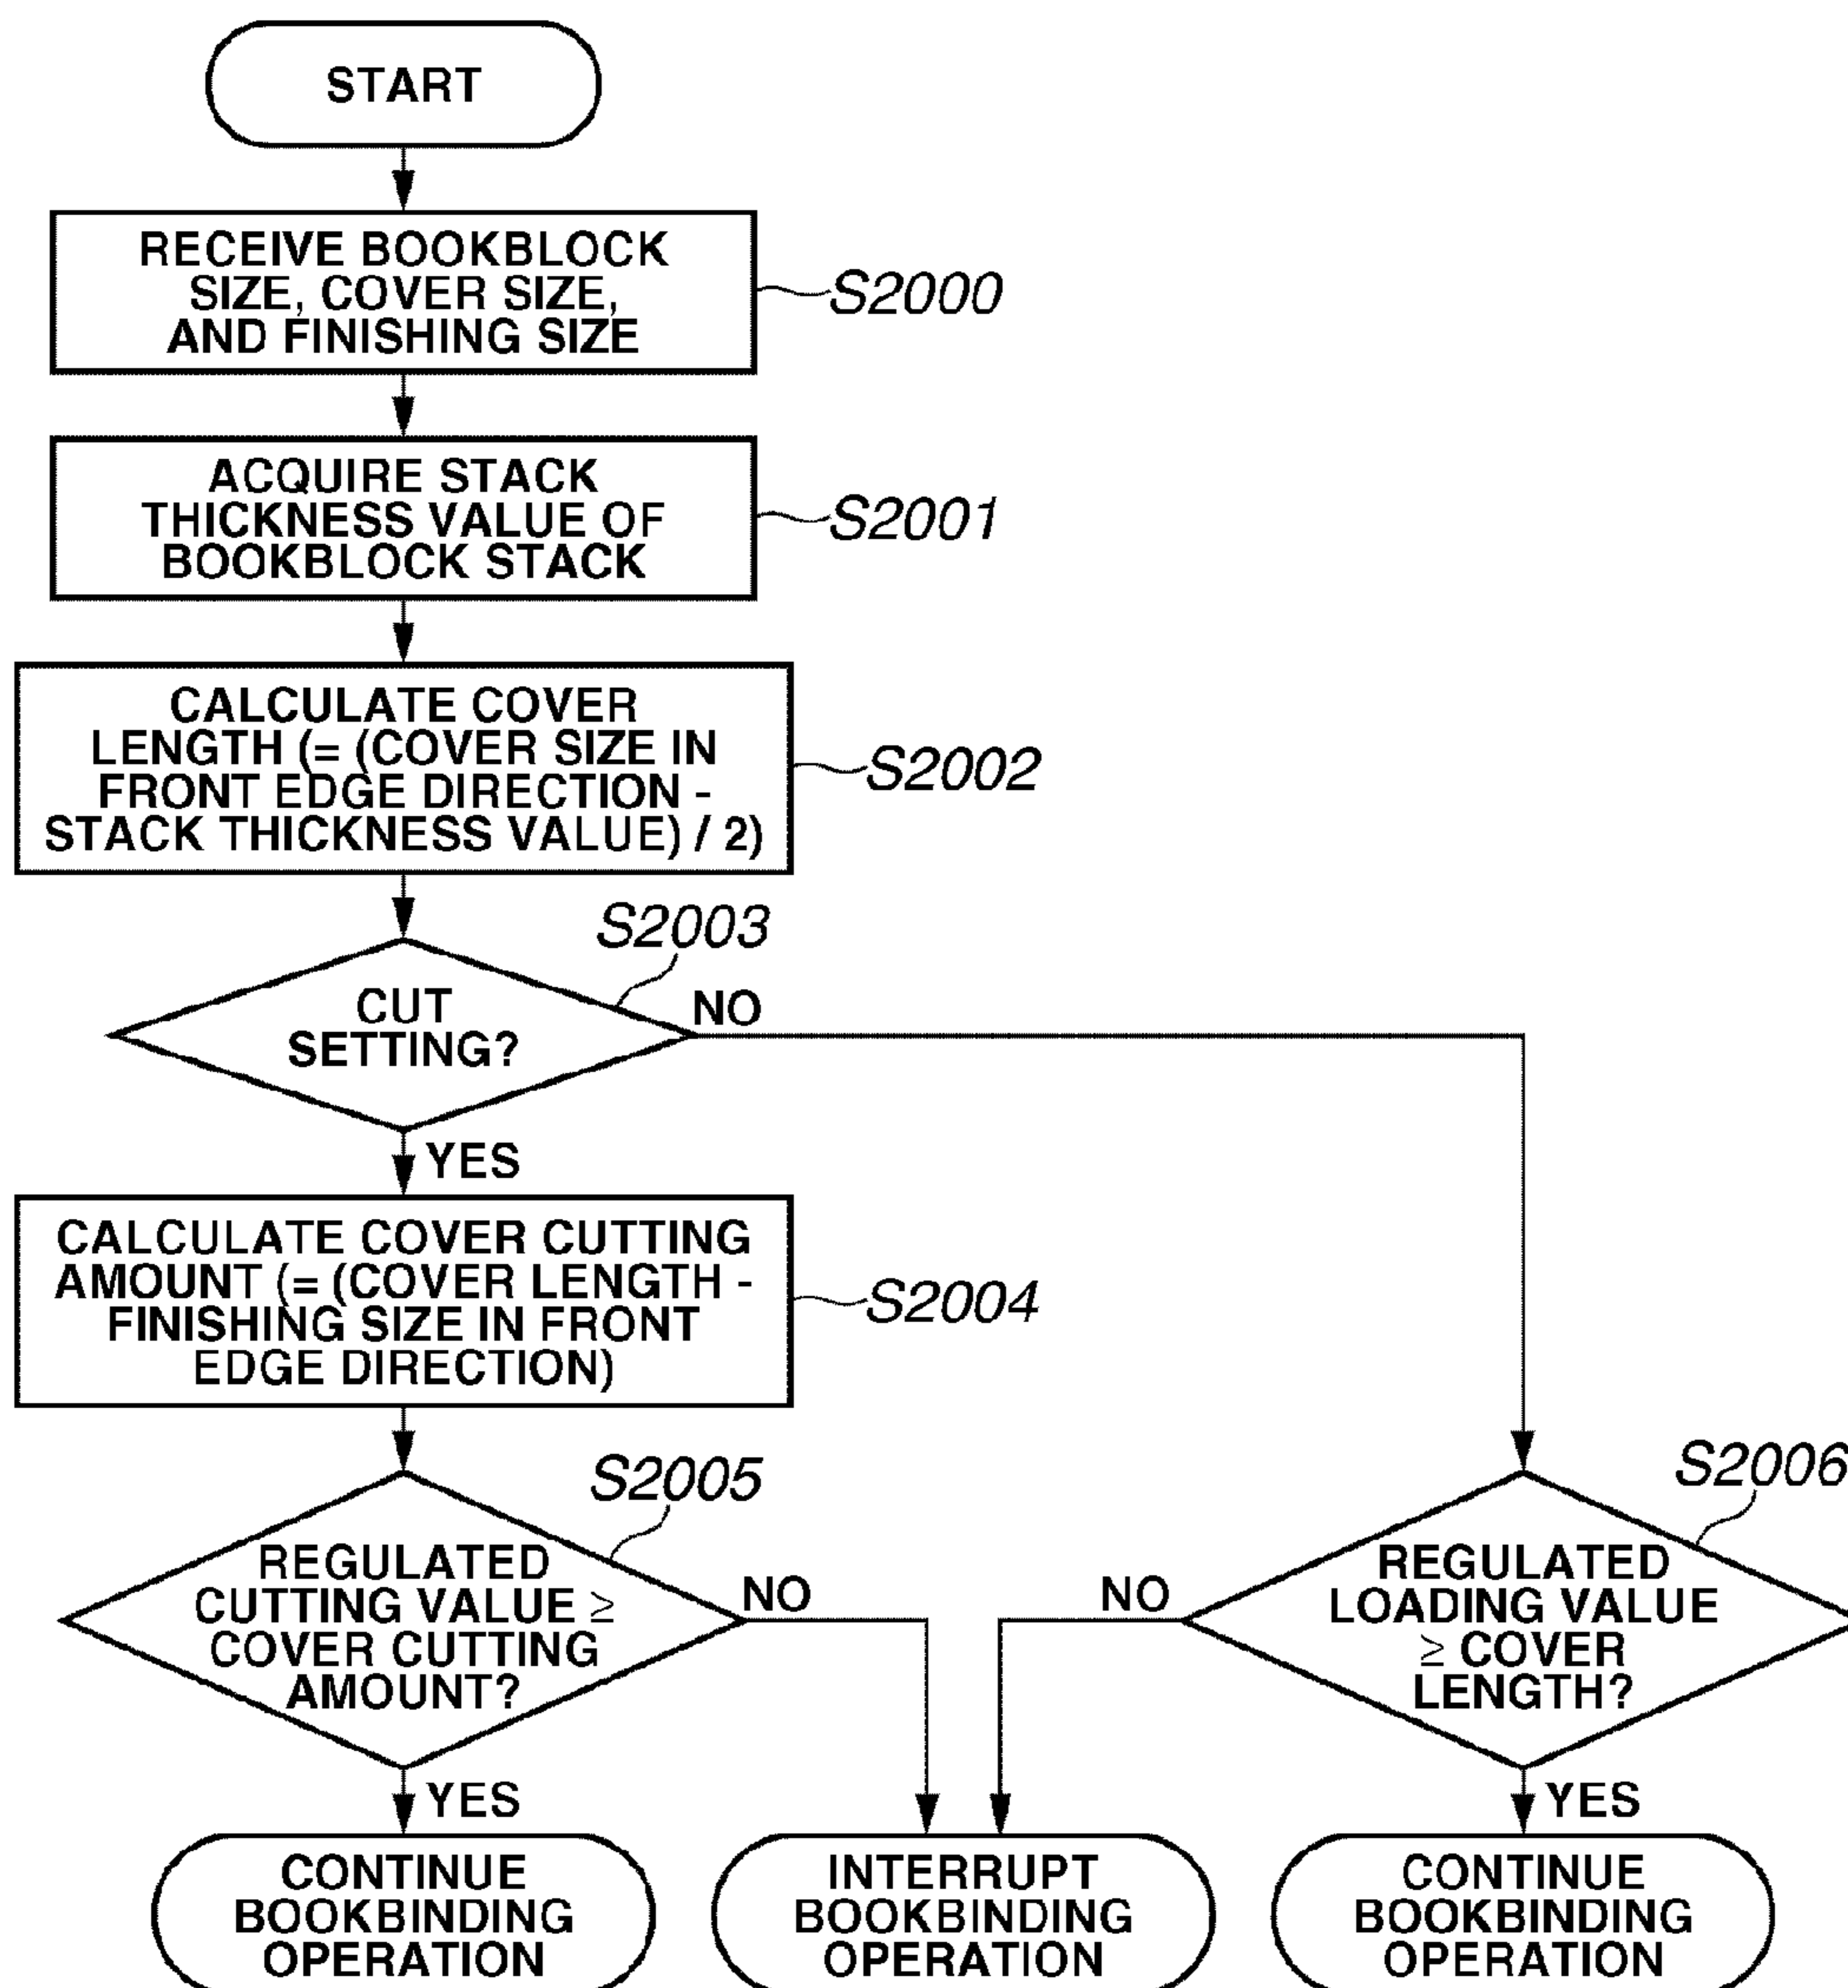 START
RECEIVE BOOKBLOCK
SIZE, COVER SIZE,
AND FINISHING SIZE
S2000
ACQUIRE STACK
THICKNESS VALUE OF
BOOKBLOCK STACK
S2001
CALCULATE COVER
LENGTH (= (COVER SIZE IN
FRONT EDGE DIRECTION -
STACK THICKNESS VALUE) / 2)
S2002
S2003
CUT
SETTING?
NO
YES
CALCULATE COVER CUTTING
AMOUNT (= (COVER LENGTH -
FINISHING SIZE IN FRONT
EDGE DIRECTION)
S2004
S2005
REGULATED
CUTTING VALUE ≥
COVER CUTTING
AMOUNT?
NO
YES
S2006
REGULATED
LOADING VALUE
≥ COVER
LENGTH?
NO
YES
CONTINUE
BOOKBINDING
OPERATION
INTERRUPT
BOOKBINDING
OPERATION
CONTINUE
BOOKBINDING
OPERATION